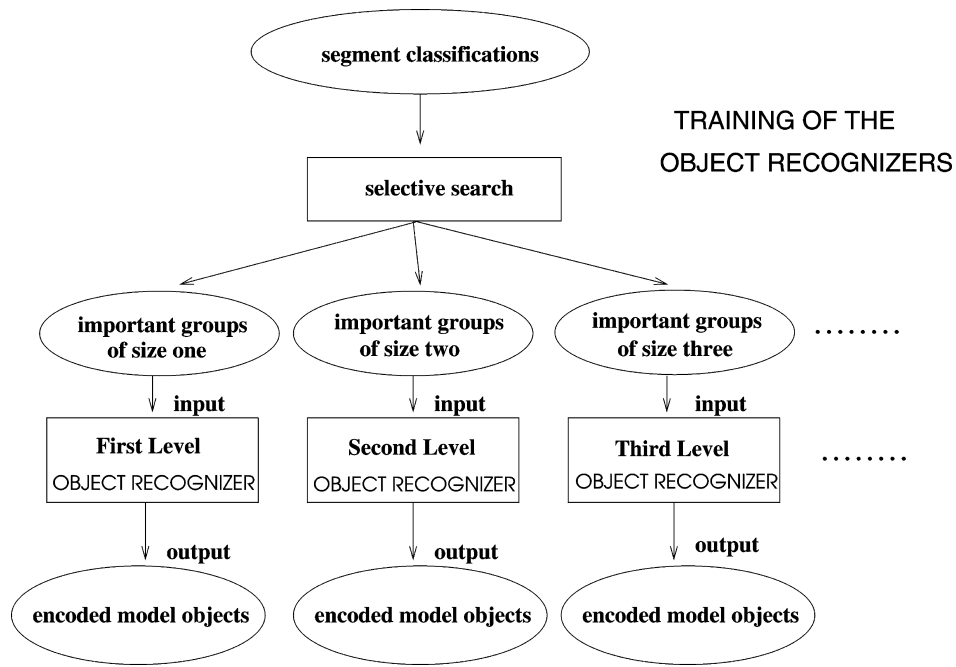 segment classifications
TRAINING OF THE
OBJECT RECOGNIZERS
selective search
important groups
of size one
important groups
of size two
important groups
of size three
........
input
input
input
First Level
OBJECT RECOGNIZER
Second Level
OBJECT RECOGNIZER
Third Level
OBJECT RECOGNIZER
........
output
output
output
encoded model objects
encoded model objects
encoded model objects